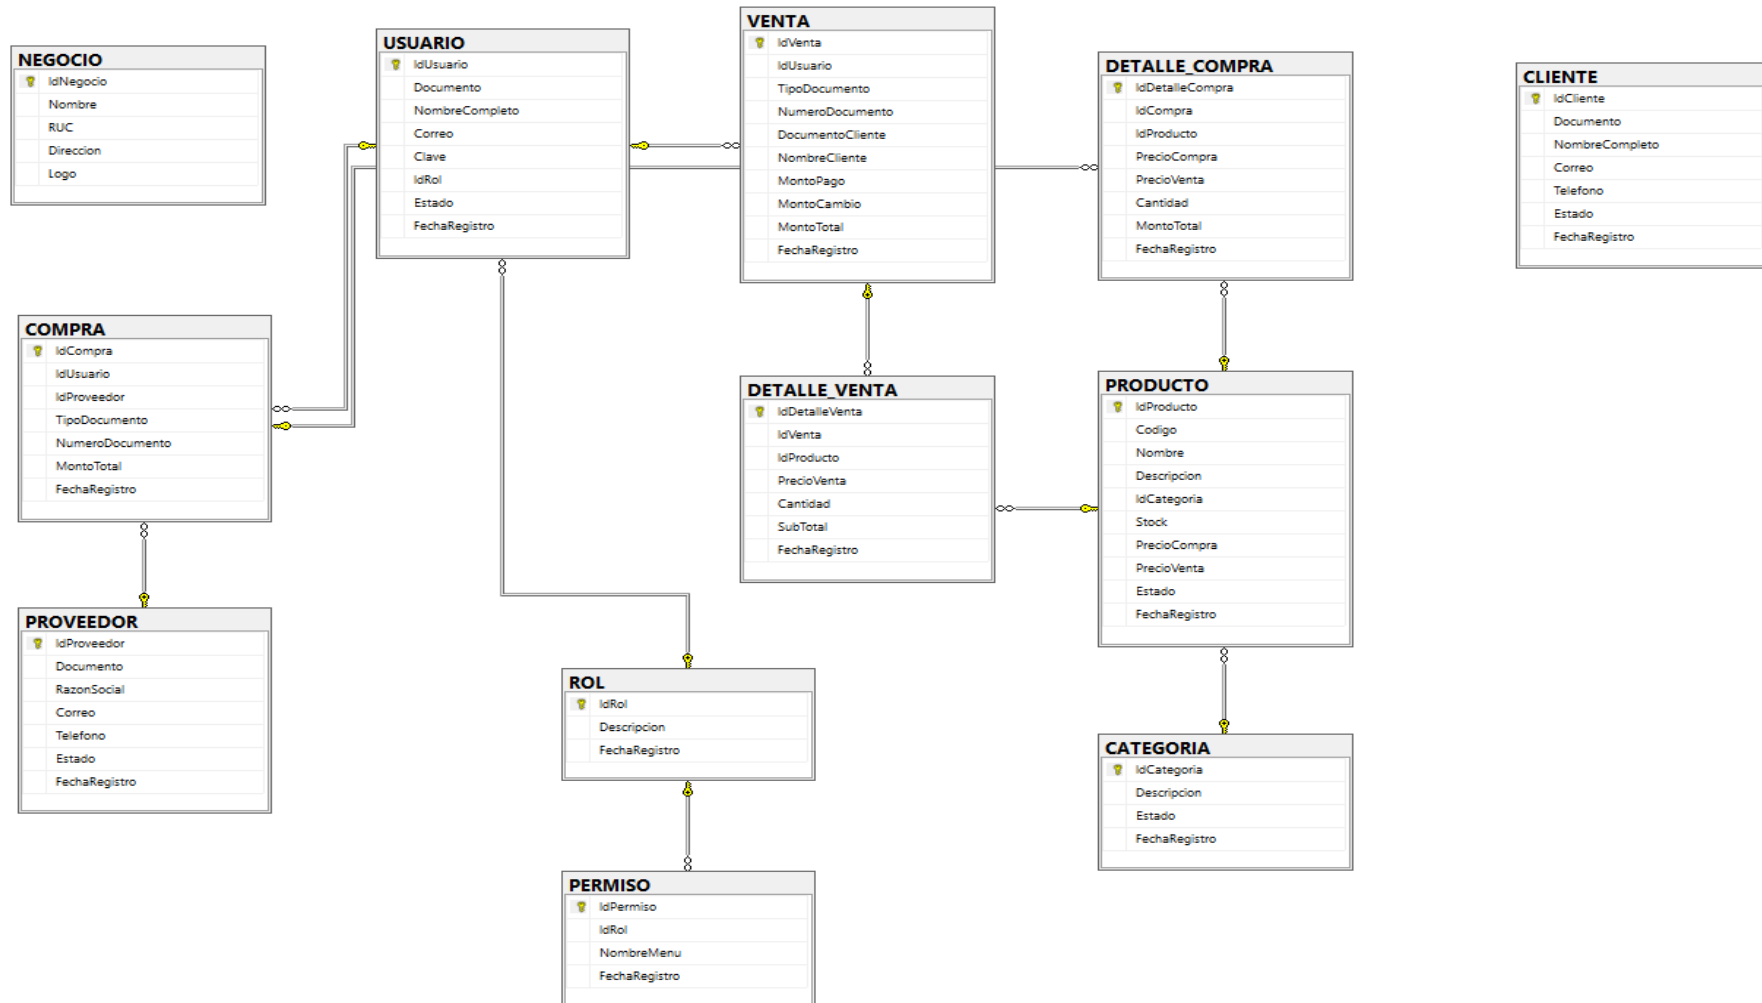 NEGOCIO
IdNegocio
Nombre
RUC
Direccion
Logo
USUARIO
IdUsuario
Documento
NombreCompleto
Correo
Clave
IdRol
Estado
FechaRegistro
VENTA
IdVenta
IdUsuario
TipoDocumento
NumeroDocumento
DocumentoCliente
NombreCliente
MontoPago
MontoCambio
MontoTotal
FechaRegistro
DETALLE_COMPRA
IdDetalleCompra
IdCompra
IdProducto
PrecioCompra
PrecioVenta
Cantidad
MontoTotal
FechaRegistro
CLIENTE
IdCliente
Documento
NombreCompleto
Correo
Telefono
Estado
FechaRegistro
COMPRA
IdCompra
IdUsuario
IdProveedor
TipoDocumento
NumeroDocumento
MontoTotal
FechaRegistro
DETALLE_VENTA
IdDetalleVenta
IdVenta
IdProducto
PrecioVenta
Cantidad
SubTotal
FechaRegistro
PRODUCTO
IdProducto
Codigo
Nombre
Descripcion
IdCategoria
Stock
PrecioCompra
PrecioVenta
Estado
FechaRegistro
PROVEEDOR
IdProveedor
Documento
RazonSocial
Correo
Telefono
Estado
FechaRegistro
ROL
IdRol
Descripcion
FechaRegistro
CATEGORIA
IdCategoria
Descripcion
Estado
FechaRegistro
PERMISO
IdPermiso
IdRol
NombreMenu
FechaRegistro